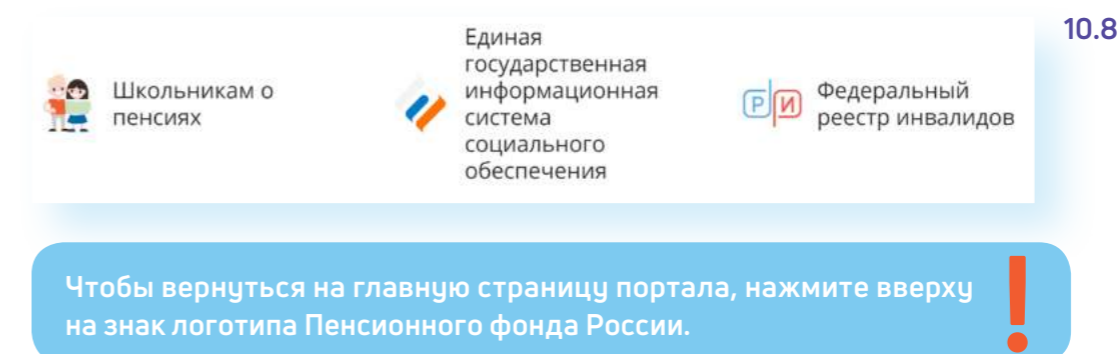 10.8
Школьникам о
пенсиях
Единая
государственная
информационная
система
социального
обеспечения
РИ
Федеральный
реестр инвалидов
Чтобы вернуться на главную страницу портала, нажмите вверху
на знак логотипа Пенсионного фонда России.
!